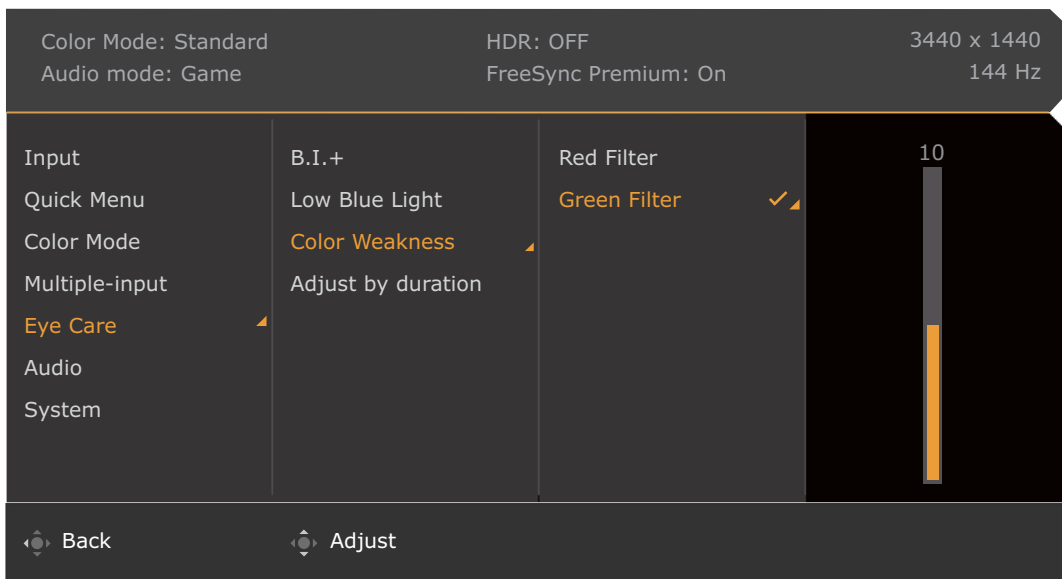 Color Mode: Standard
HDR: OFF
3440 x 1440
Audio mode: Game
FreeSync Premium: On
144 Hz
Input
Quick Menu
Color Mode
Multiple-input
Eye Care
Audio
System
B.I.+
Low Blue Light
Color Weakness
Adjust by duration
Red Filter
Green Filter
10
Back
Adjust